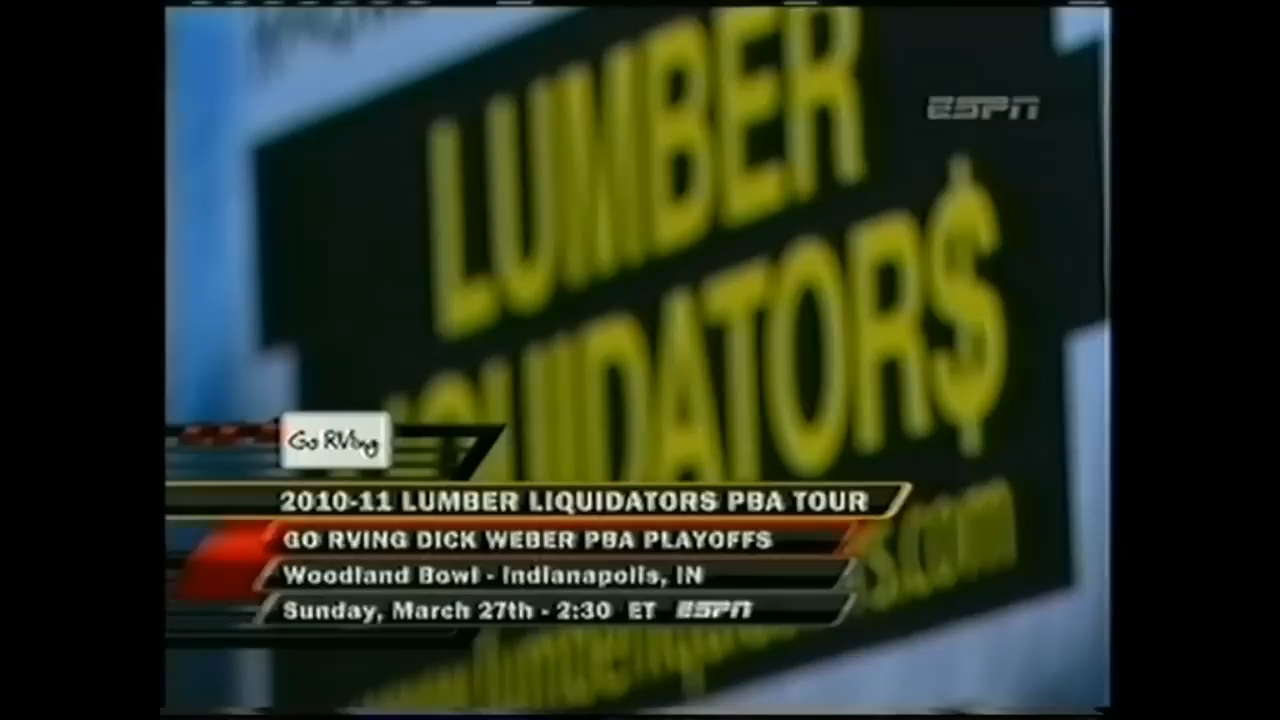 LUMBER
LIQUIDATOR$
ESPN
Go RVing
2010-11 LUMBER LIQUIDATORS PBA TOUR
GO RVING DICK WEBER PBA PLAYOFFS
Woodland Bowl - Indianapolis, IN
Sunday, March 27th - 2:30 ET ESPN